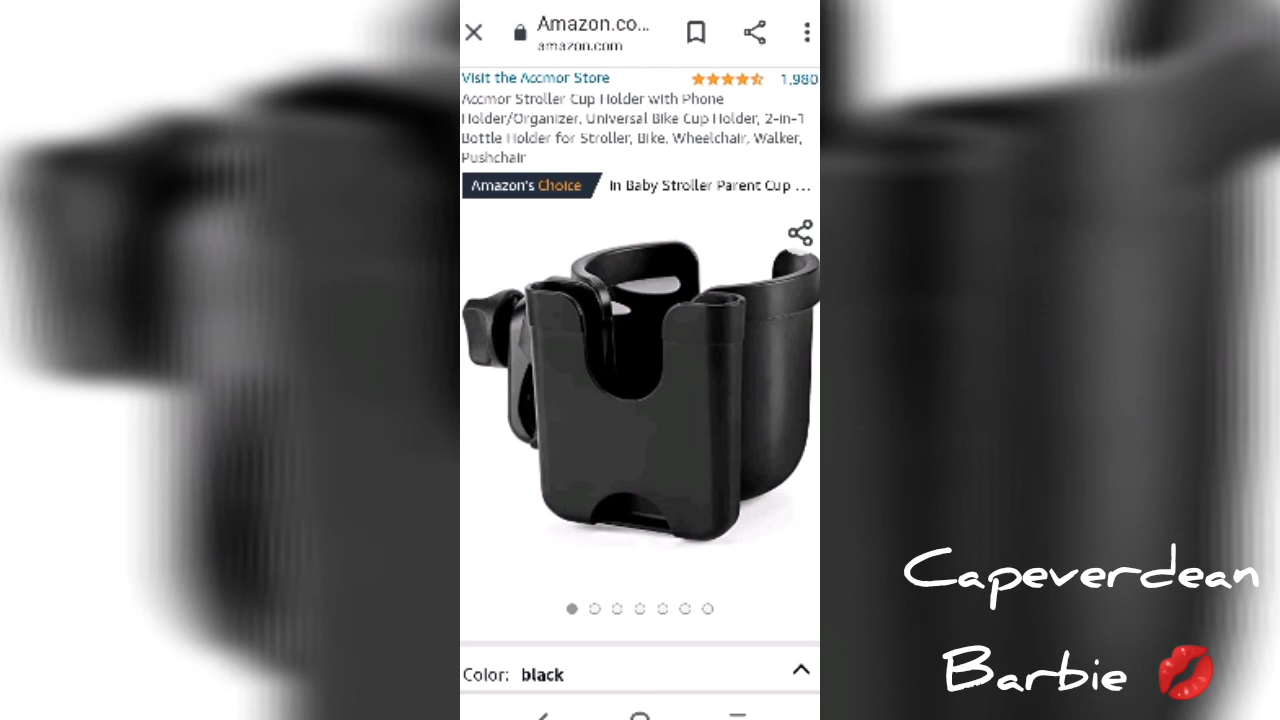 Amazon.co...
amazon.com
Visit the Accmor Store 1,980
Accmor Stroller Cup Holder with Phone
Holder/Organizer, Universal Bike Cup Holder, 2-in-1
Bottle Holder for Stroller, Bike, Wheelchair, Walker,
Pushchair
Amazon's Choice In Baby Stroller Parent Cup ...
Color: black
Capeverdean
Barbie 💋